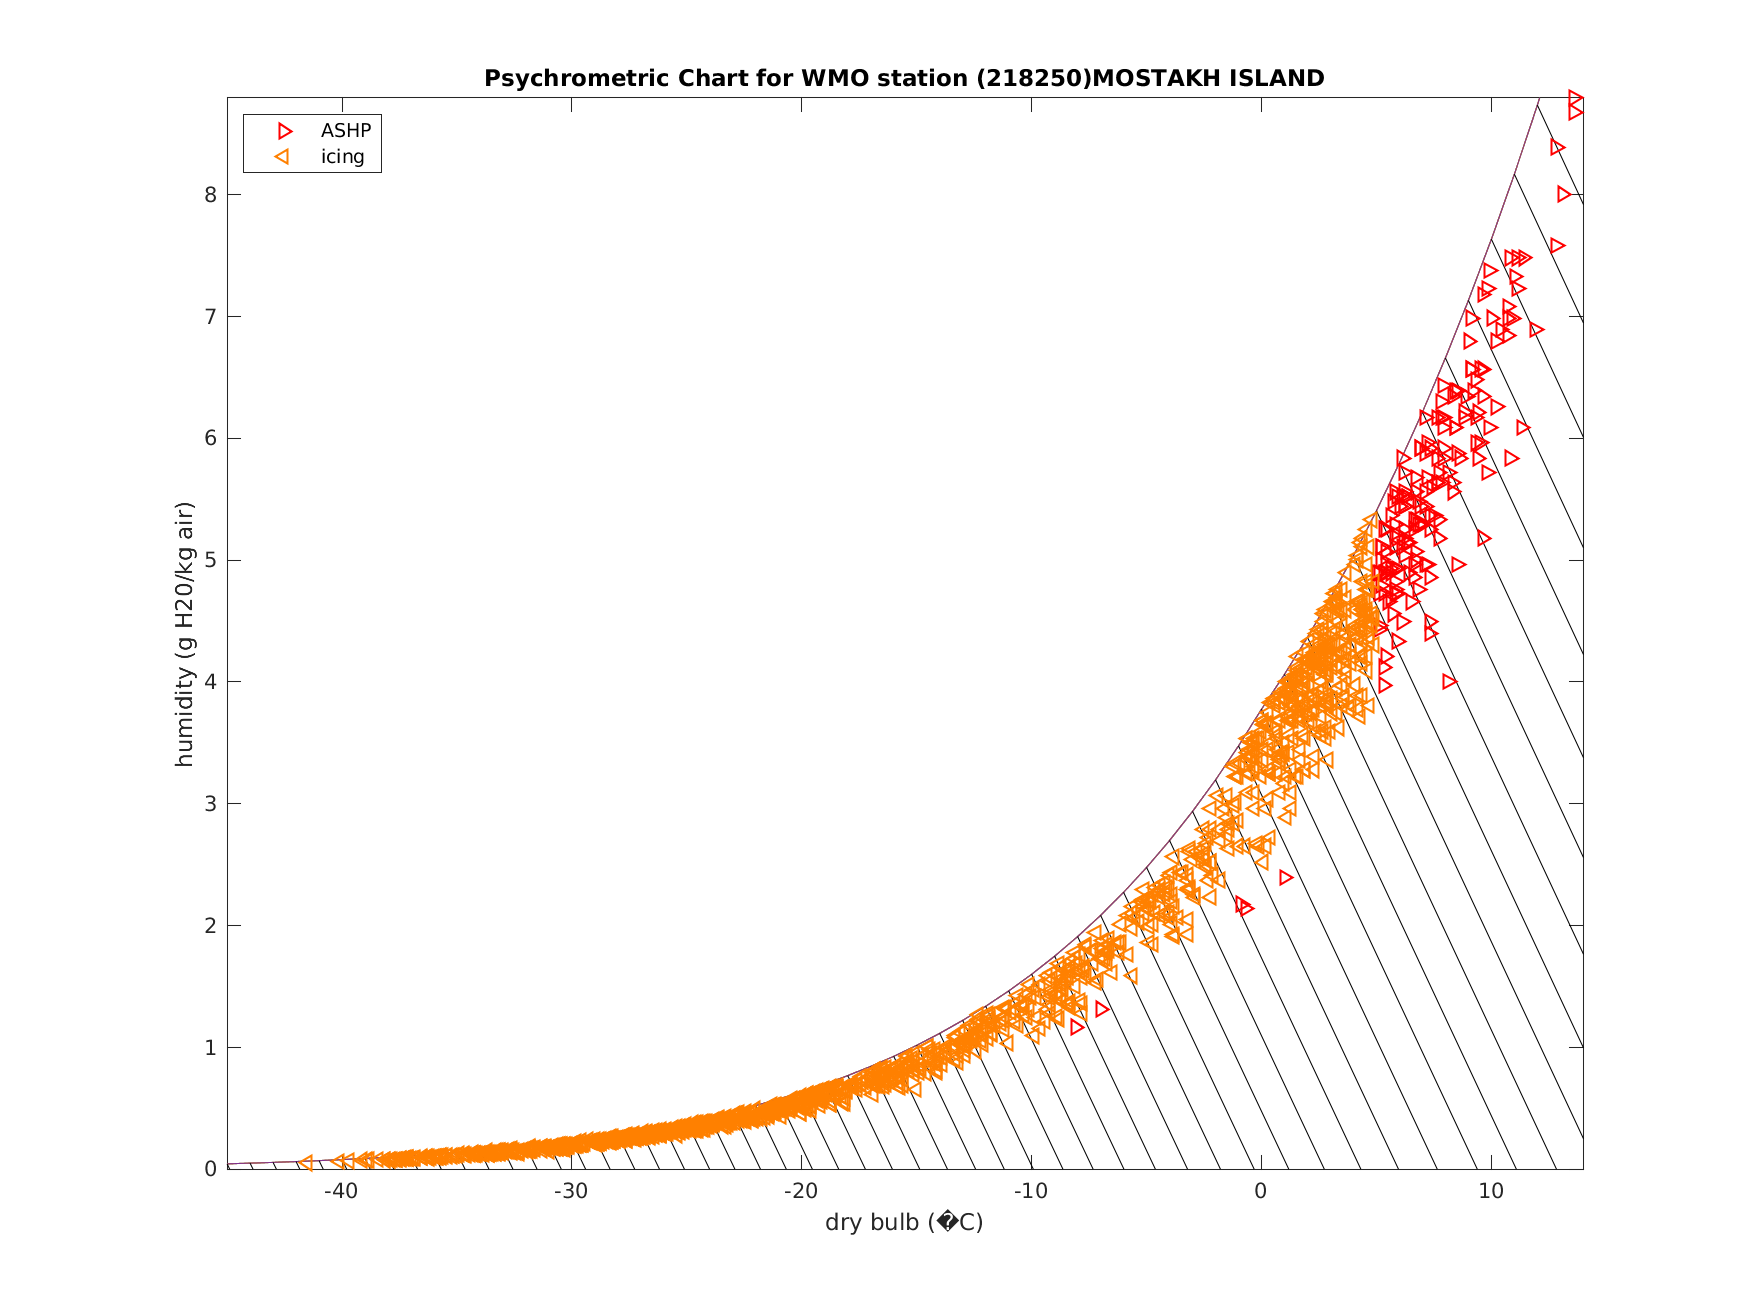 Psychrometric Chart for WMO station (218250)MOSTAKH ISLAND
ASHP
icing
humidity (g H20/kg air)
8
7
6
5
4
3
2
1
0
-40 -30 -20 -10 0 10
dry bulb (�C)